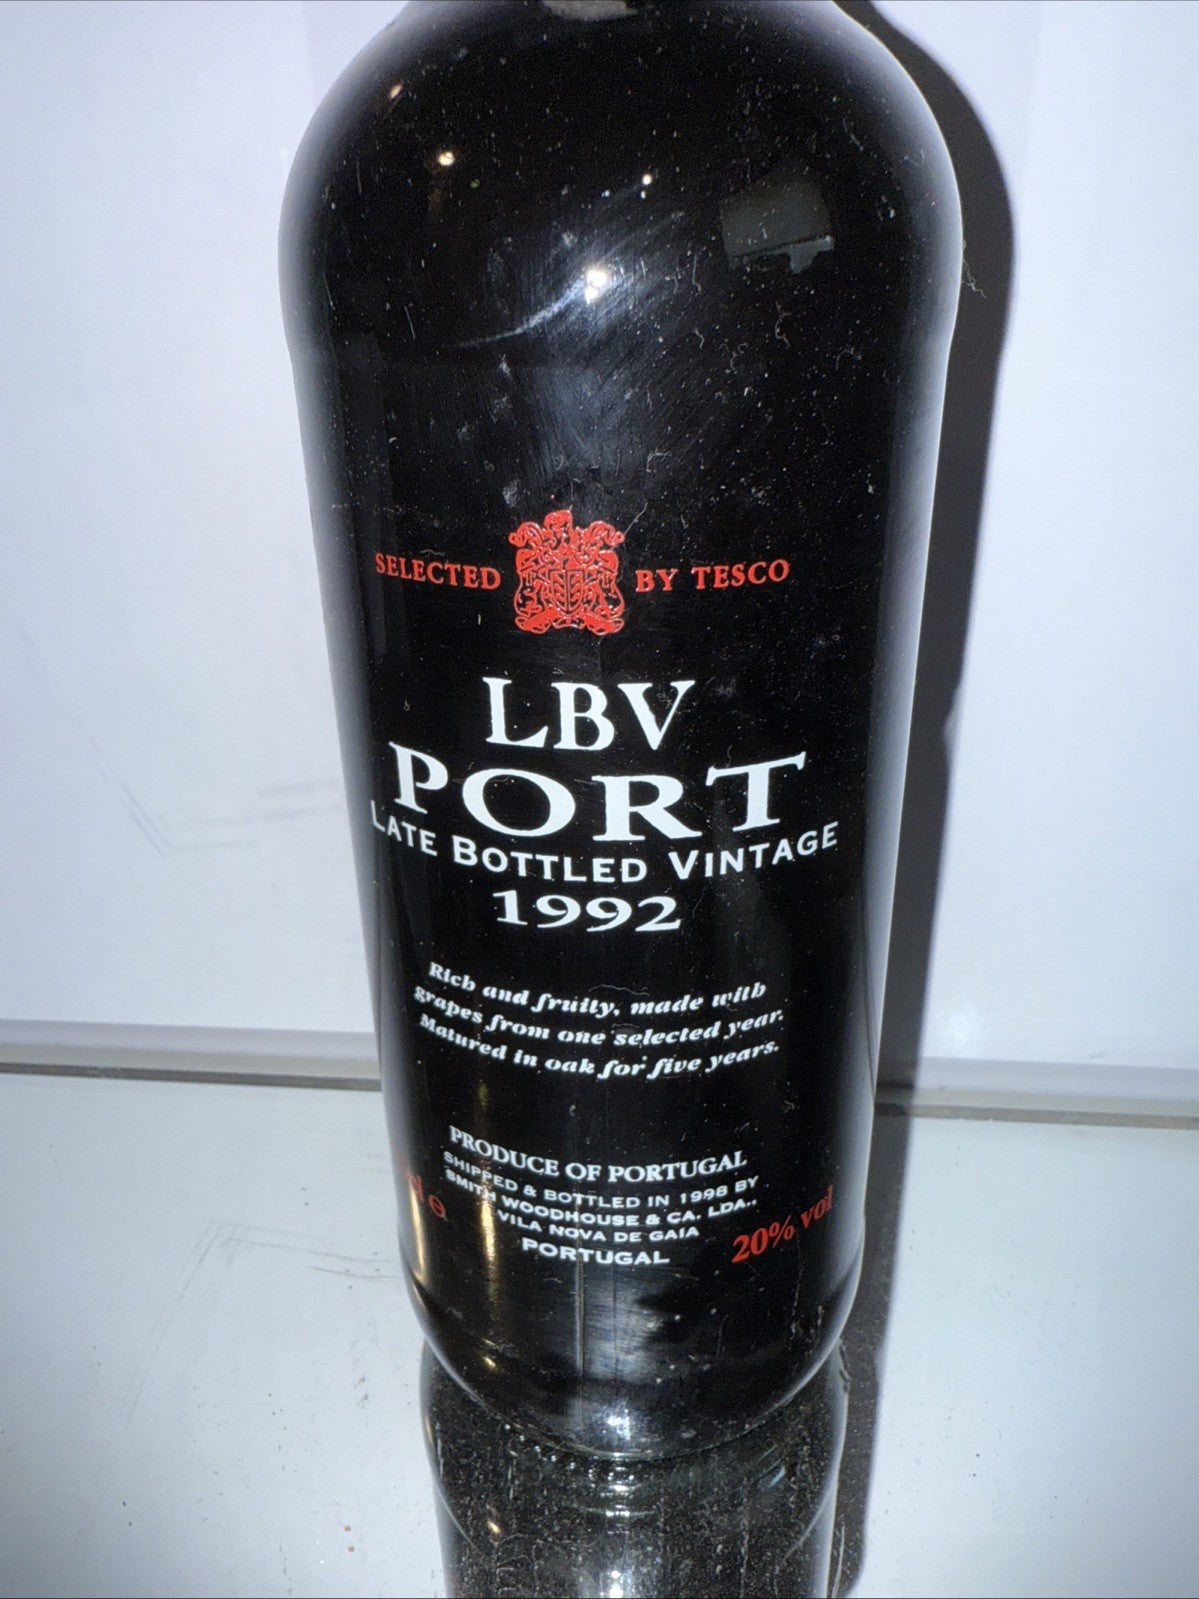 SELECTED BY TESCO
LBV
PORT
LATE BOTTLED VINTAGE
1992
Rich and fruity, made with
grapes from one selected year.
Matured in oak for five years.
PRODUCE OF PORTUGAL
SHIPPED & BOTTLED IN 1998 BY
SMITH WOODHOUSE & CA. LDA.,
VILA NOVA DE GAIA
PORTUGAL
20% vol